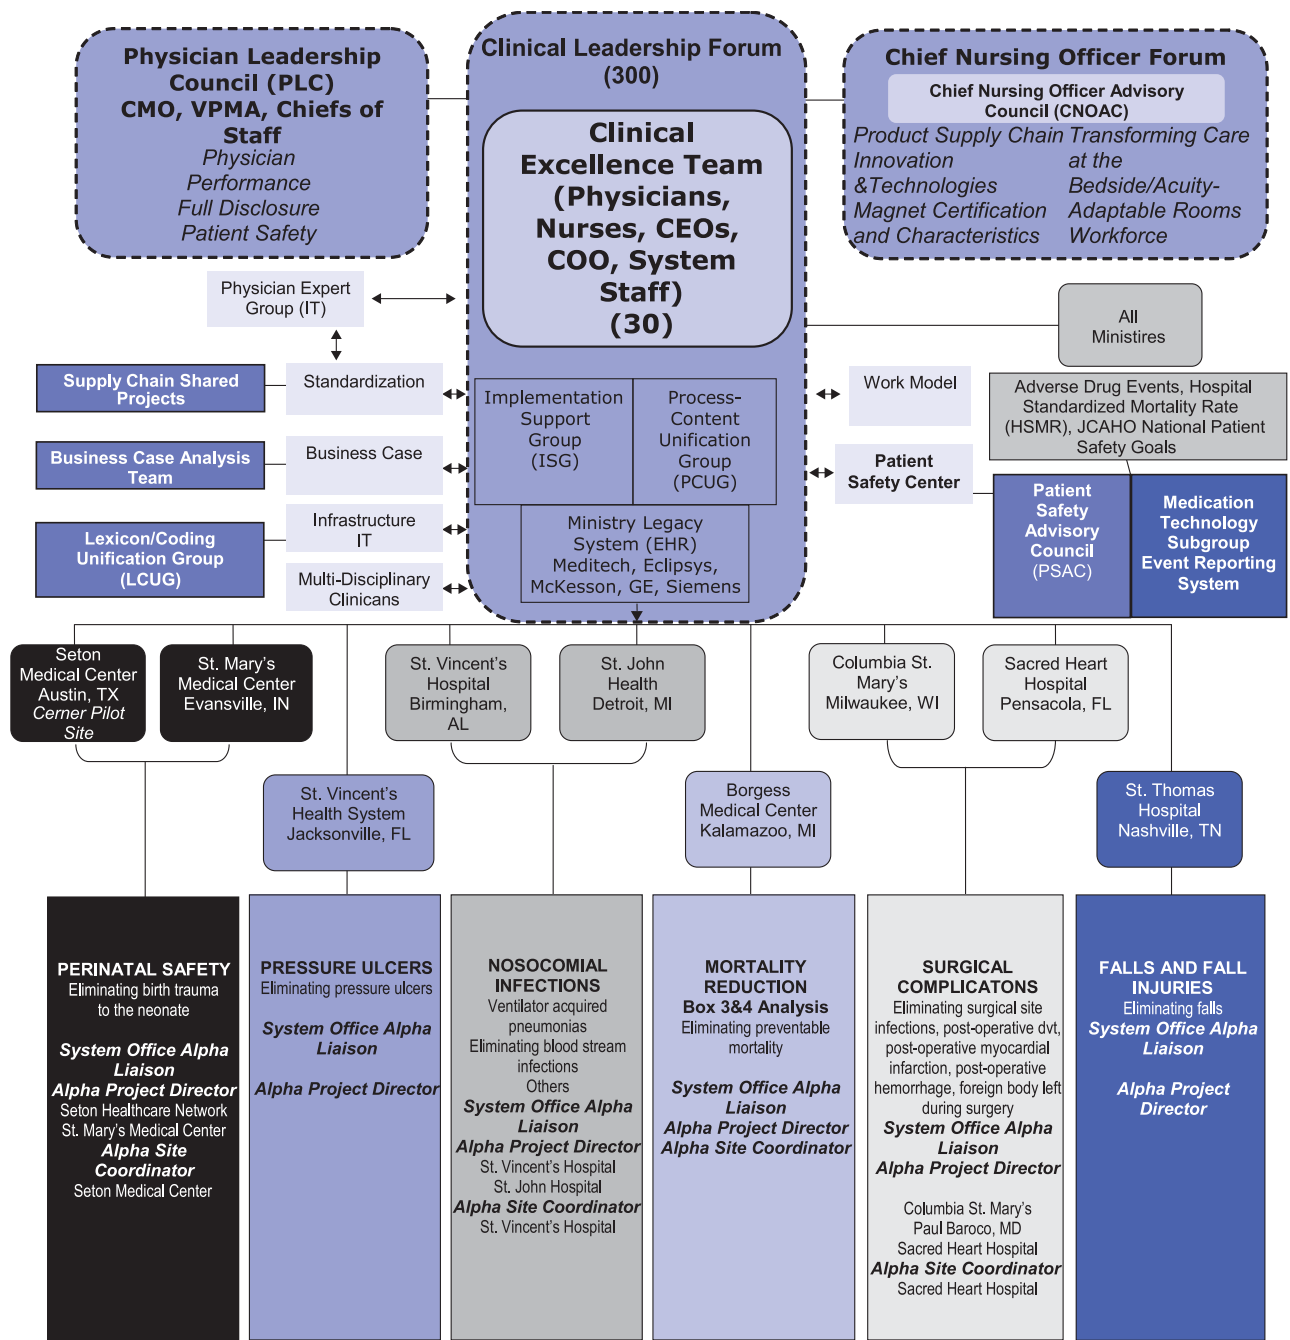 Physician Leadership
Council (PLC)
CMO, VPMA, Chiefs of
Staff
Physician
Performance
Full Disclosure
Patient Safety
Clinical Leadership Forum
(300)
Clinical
Excellence Team
(Physicians,
Nurses, CEOs,
COO, System
Staff)
(30)
Chief Nursing Officer Forum
Chief Nursing Officer Advisory
Council (CNOAC)
Product Supply Chain
Innovation
&Technologies
Magnet Certification
and Characteristics
Transforming Care
at the
Bedside/Acuity-
Adaptable Rooms
Workforce
Physician Expert
Group (IT)
All
Ministires
Supply Chain Shared
Projects
Standardization
Business Case Analysis
Team
Business Case
Lexicon/Coding
Unification Group
(LCUG)
Infrastructure
IT
Multi-Disciplinary
Clinicans
Implementation
Support
Group
(ISG)
Process-
Content
Unification
Group
(PCUG)
Ministry Legacy
System (EHR)
Meditech, Eclipsys,
McKesson, GE, Siemens
Work Model
Patient
Safety Center
Adverse Drug Events, Hospital
Standardized Mortality Rate
(HSMR), JCAHO National Patient
Safety Goals
Patient
Safety
Advisory
Council
(PSAC)
Medication
Technology
Subgroup
Event Reporting
System
Seton
Medical Center
Austin, TX
Cerner Pilot
Site
St. Mary's
Medical Center
Evansville, IN
St. Vincent's
Hospital
Birmingham,
AL
St. John
Health
Detroit, MI
Columbia St.
Mary's
Milwaukee, WI
Sacred Heart
Hospital
Pensacola, FL
St. Vincent's
Health System
Jacksonville, FL
Borgess
Medical Center
Kalamazoo, MI
St. Thomas
Hospital
Nashville, TN
PERINATAL SAFETY
Eliminating birth trauma
to the neonate
System Office Alpha
Liaison
Alpha Project Director
Seton Healthcare Network
St. Mary's Medical Center
Alpha Site
Coordinator
Seton Medical Center
PRESSURE ULCERS
Eliminating pressure ulcers
System Office Alpha
Liaison
Alpha Project Director
NOSOCOMIAL
INFECTIONS
Ventilator acquired
pneumonias
Eliminating blood stream
infections
Others
System Office Alpha
Liaison
Alpha Project Director
St. Vincent's Hospital
St. John Hospital
Alpha Site Coordinator
St. Vincent's Hospital
MORTALITY
REDUCTION
Box 3&4 Analysis
Eliminating preventable
mortality
System Office Alpha
Liaison
Alpha Project Director
Alpha Site Coordinator
SURGICAL
COMPLICATONS
Eliminating surgical site
infections, post-operative dvt,
post-operative myocardial
infarction, post-operative
hemorrhage, foreign body left
during surgery
System Office Alpha
Liaison
Alpha Project Director
Columbia St. Mary's
Paul Baroco, MD
Sacred Heart Hospital
Alpha Site Coordinator
Sacred Heart Hospital
FALLS AND FALL
INJURIES
Eliminating falls
System Office Alpha
Liaison
Alpha Project
Director